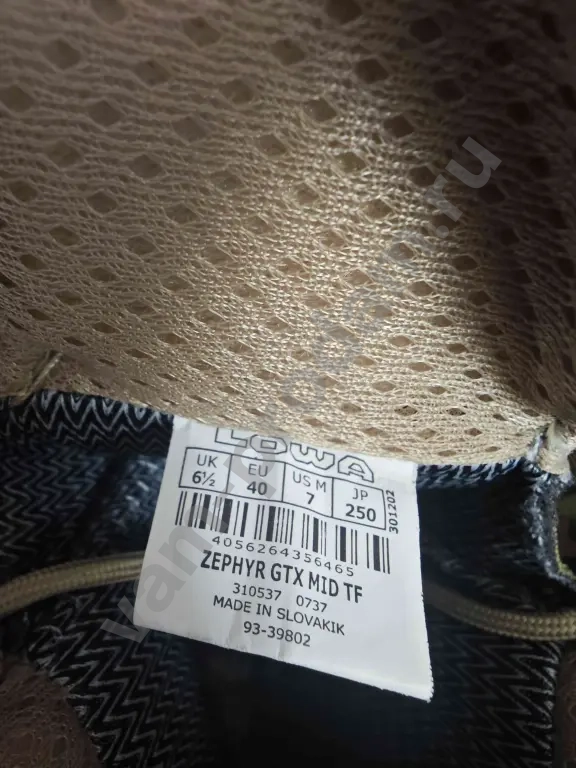 LOWA
UK EU US M JP
6½ 40 7 250
301202
4056264356465
ZEPHYR GTX MID TF
310537 0737
MADE IN SLOVAKIK
93-39802